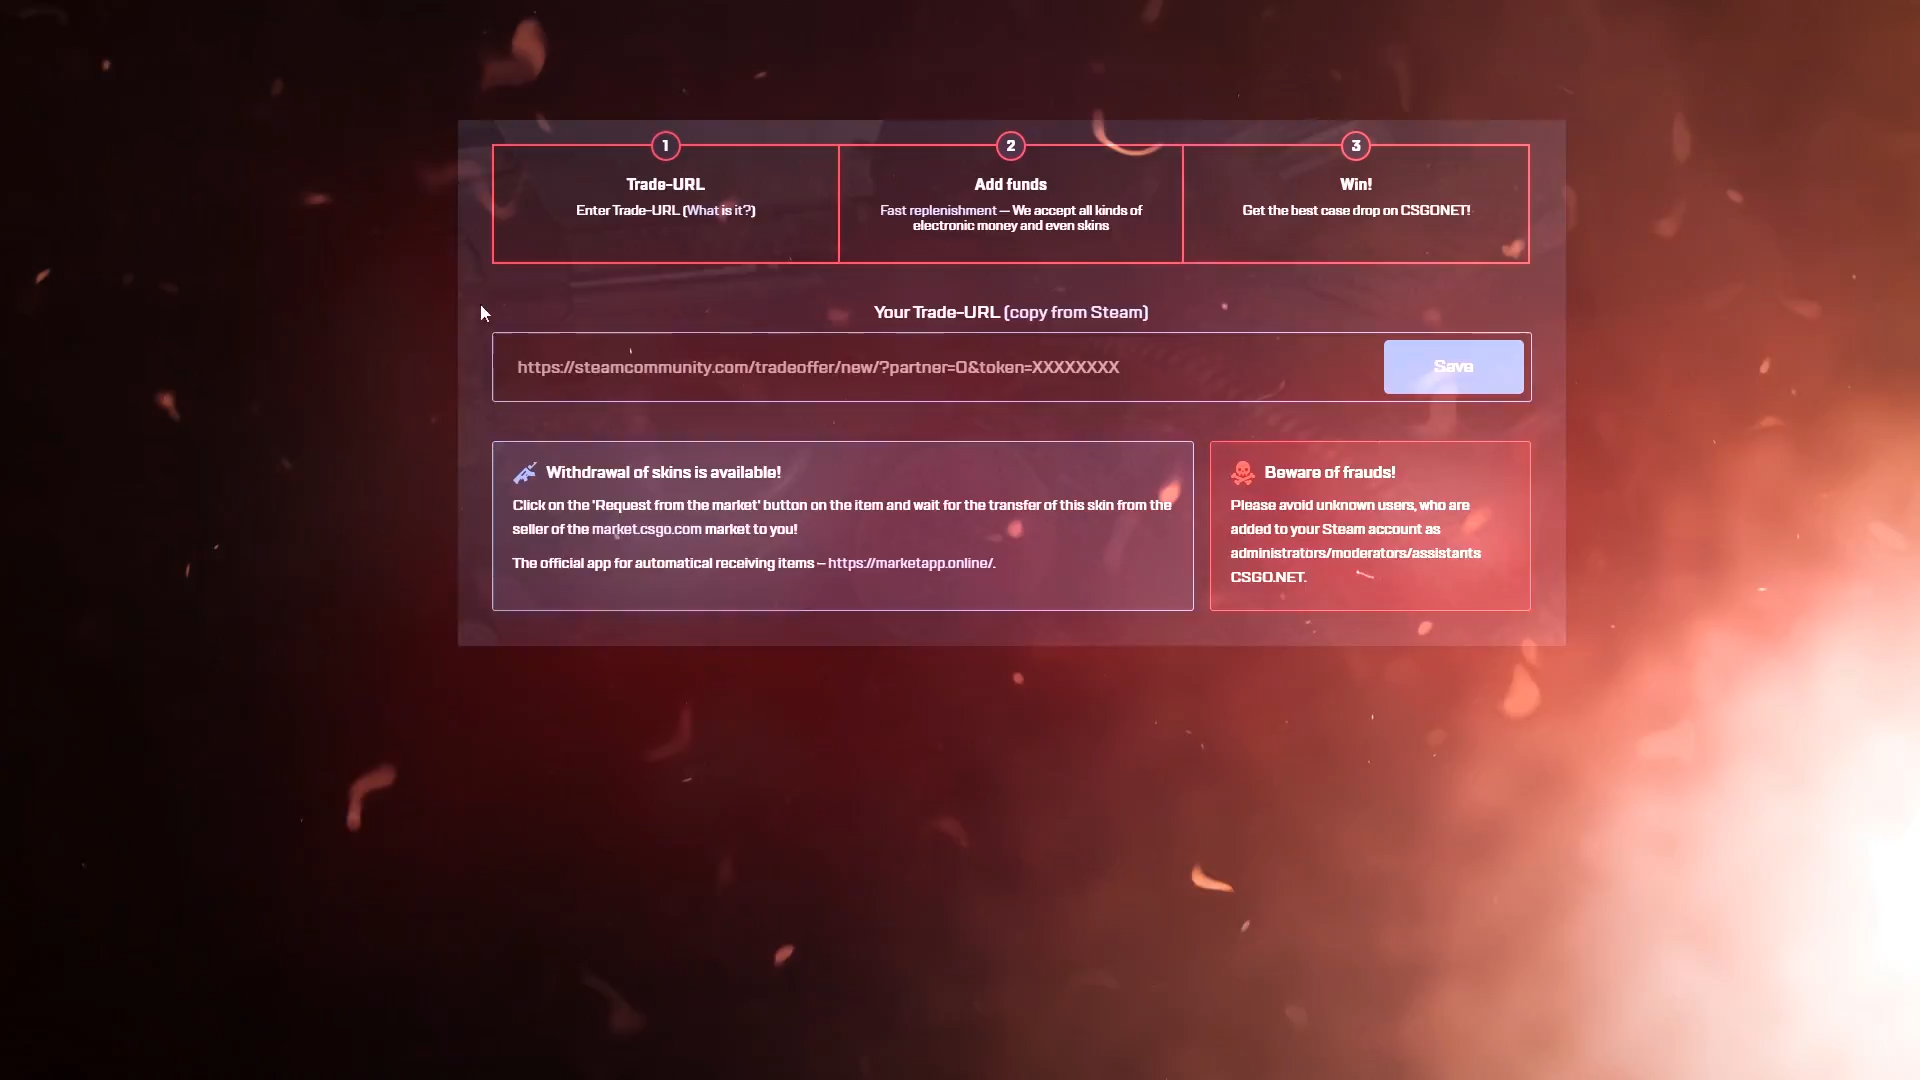 1
Trade-URL
Enter Trade-URL (What is it?)
2
Add funds
Fast replenishment — We accept all kinds of
electronic money and even skins
3
Win!
Get the best case drop on CSGONET!
Your Trade-URL (copy from Steam)
https://steamcommunity.com/tradeoffer/new/?partner=0&token=XXXXXXXX
Save
Withdrawal of skins is available!
Click on the 'Request from the market' button on the item and wait for the transfer of this skin from the
seller of the market.csgo.com market to you!
The official app for automatical receiving items – https://marketapp.online/.
Beware of frauds!
Please avoid unknown users, who are
added to your Steam account as
administrators/moderators/assistants
CSGO.NET.